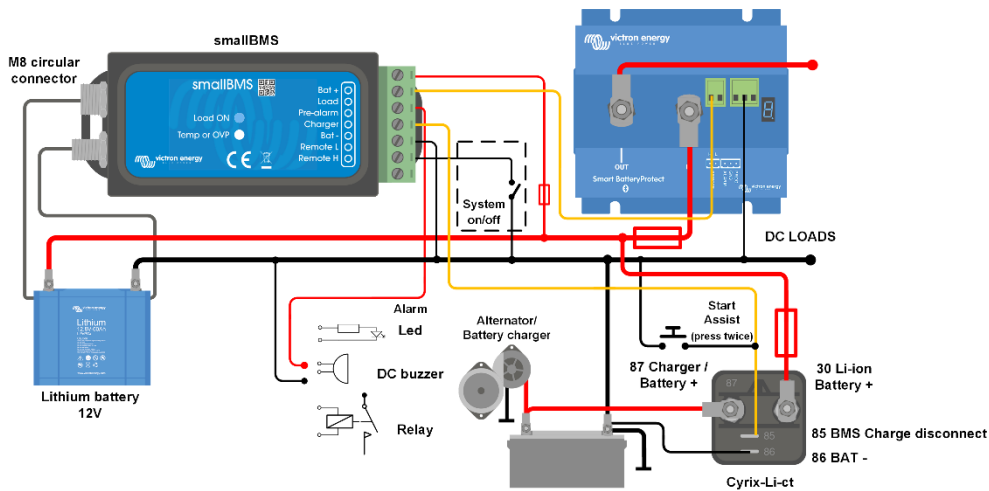 smallBMS
M8 circular
connector
smallBMS
Load ON
Temp or OVP
victron energy
Bat +
Load
Pre-alarm
Charger
Bat -
Remote L
Remote H
victron energy
OUT
Smart BatteryProtect
victron energy
System
on/off
DC LOADS
Lithium
Lithium battery
12V
Alarm
Led
DC buzzer
Relay
Alternator/
Battery charger
Start
Assist
(press twice)
87 Charger /
Battery +
30 Li-ion
Battery +
87
85
86
85 BMS Charge disconnect
86 BAT -
Cyrix-Li-ct